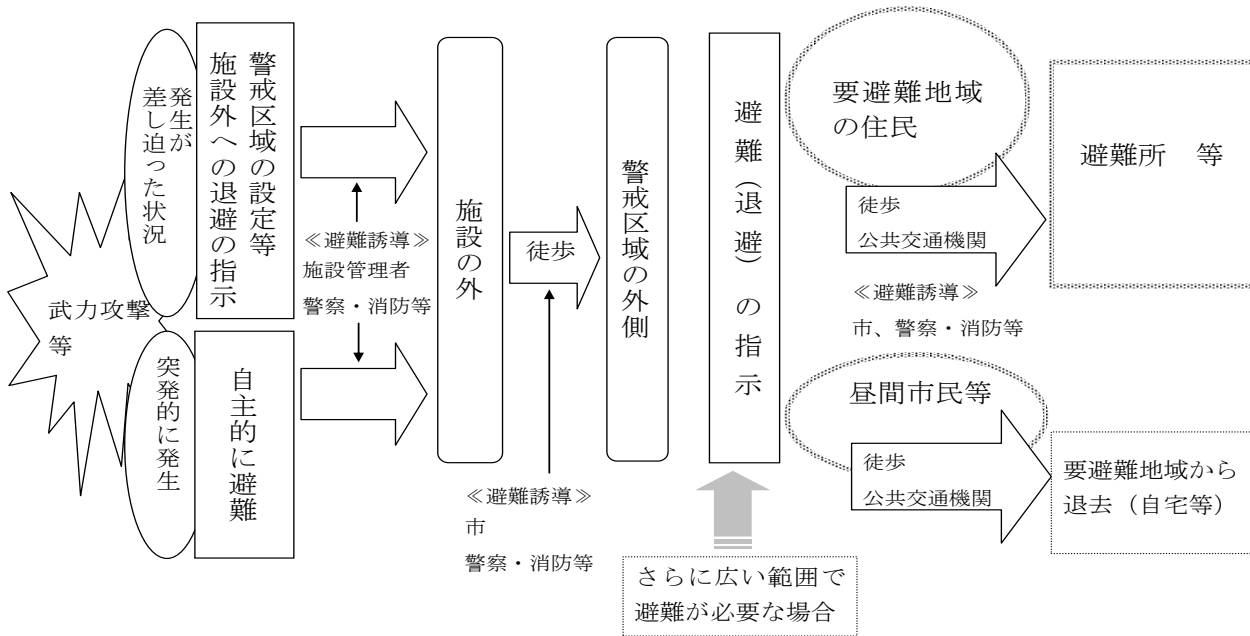 武力攻撃
等
発生が
差し迫った状況
警戒区域の設定等
施設外への退避の指示
突発的に発生
自主的に避難
≪避難誘導≫
施設管理者
警察・消防等
施設の外
徒歩
≪避難誘導≫
市
警察・消防等
警戒区域の外側
避難(退避)の指示
さらに広い範囲で
避難が必要な場合
要避難地域
の住民
徒歩
公共交通機関
≪避難誘導≫
市、警察・消防等
避難所　等
昼間市民等
徒歩
公共交通機関
要避難地域から
退去（自宅等）